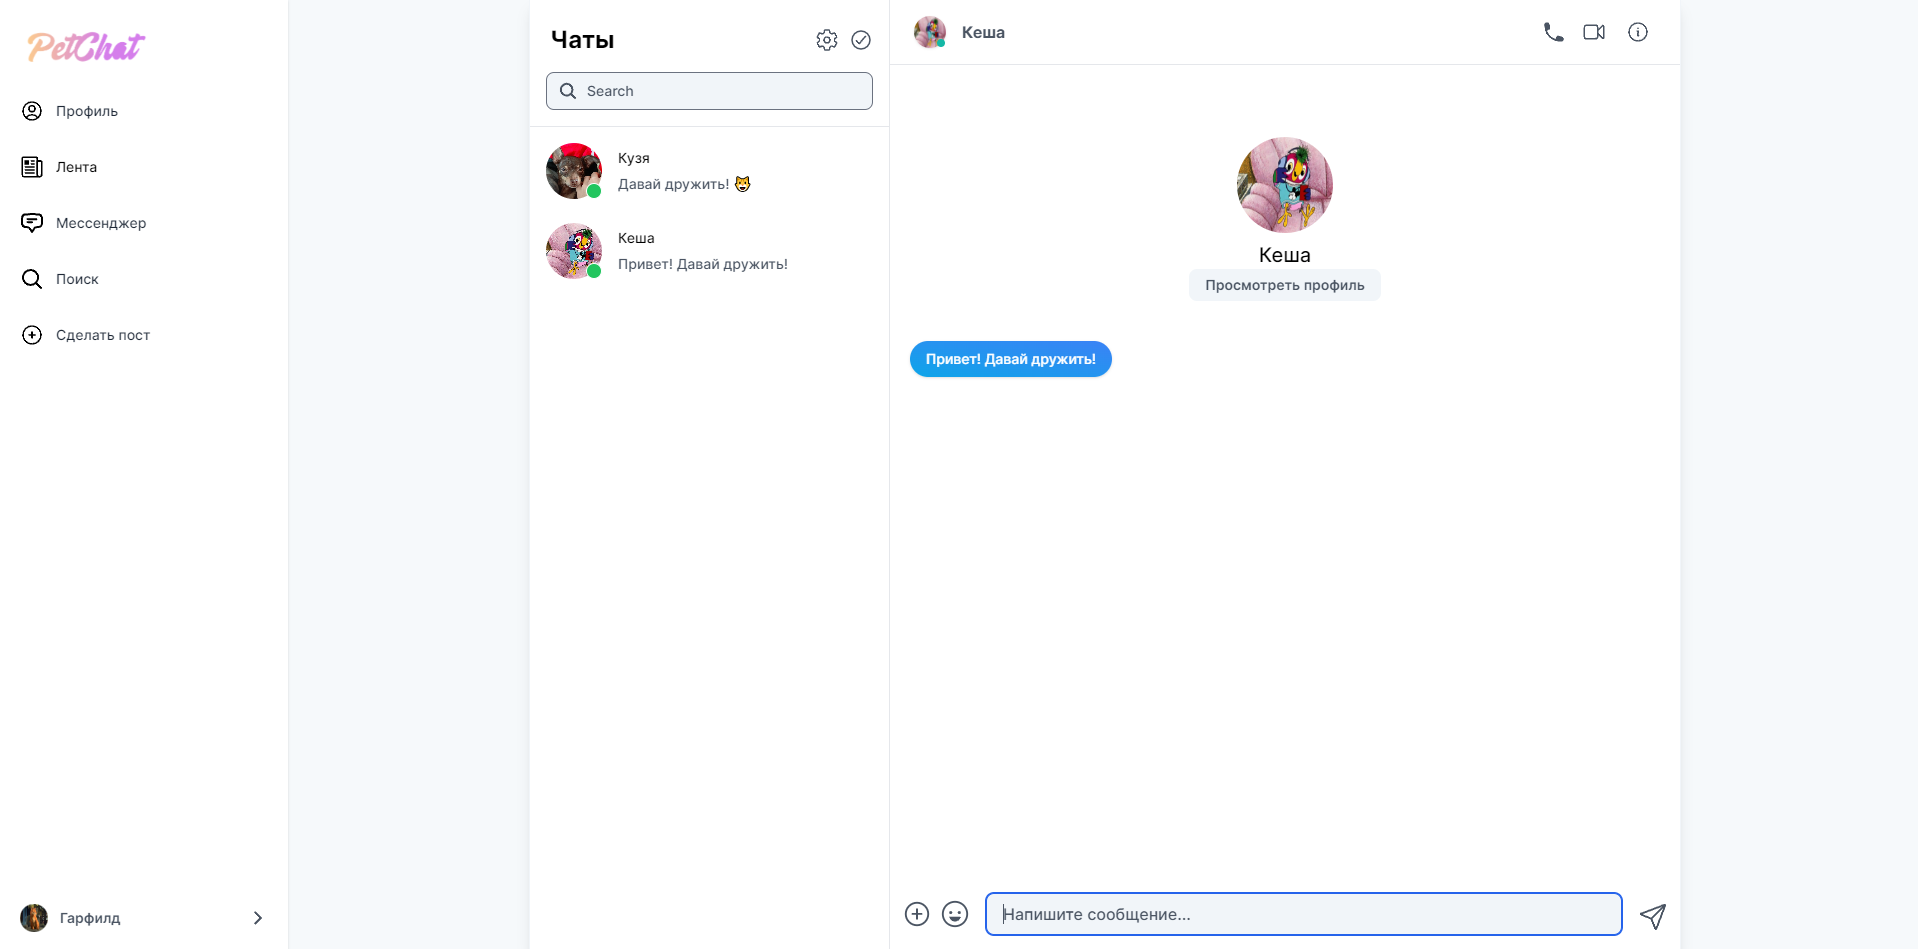 PetChat
Профиль
Лента
Мессенджер
Поиск
Сделать пост
Гарфилд
Чаты
Search
Кузя
Давай дружить! 😺
Кеша
Привет! Давай дружить!
Кеша
Кеша
Просмотреть профиль
Привет! Давай дружить!
Напишите сообщение...